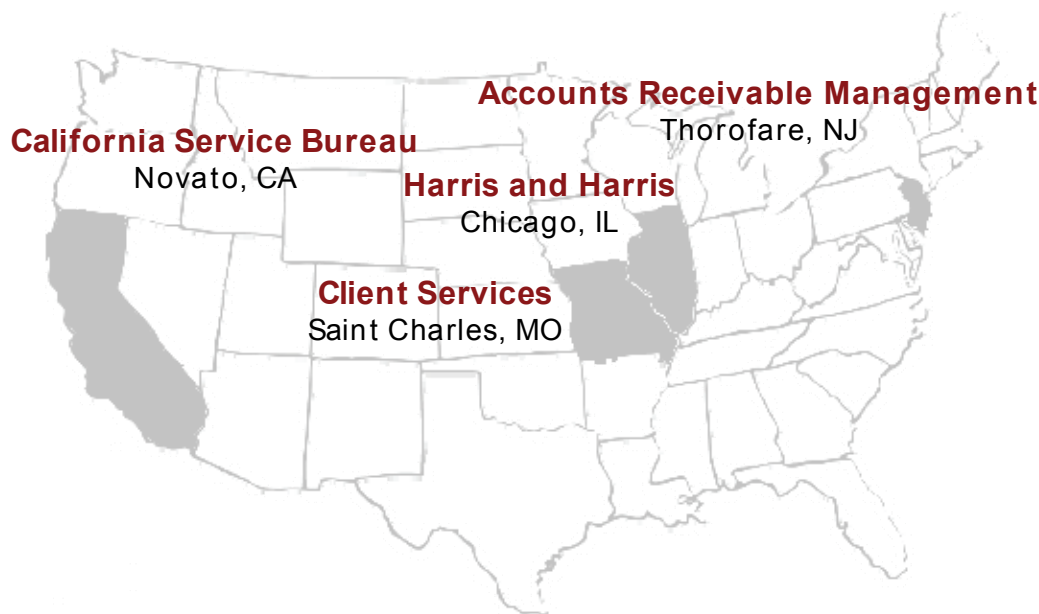 Accounts Receivable Management
Thorofare, NJ
California Service Bureau
Novato, CA
Harris and Harris
Chicago, IL
Client Services
Saint Charles, MO